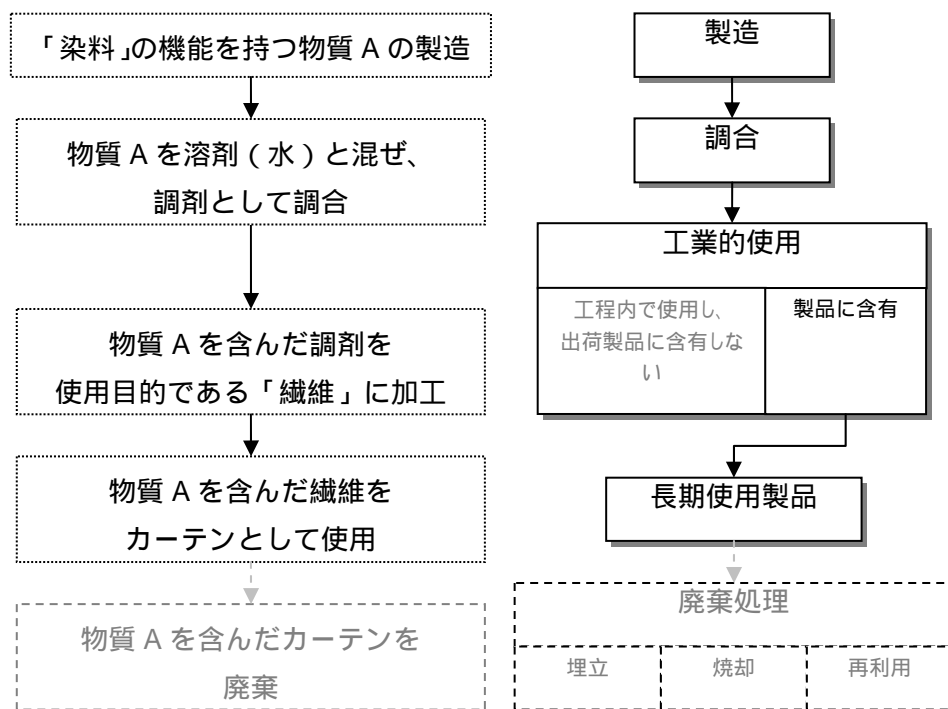 「染料」の機能を持つ物質Aの製造
物質Aを溶剤（水）と混ぜ、
調剤として調合
物質Aを含んだ調剤を
使用目的である「繊維」に加工
物質Aを含んだ繊維を
カーテンとして使用
物質Aを含んだカーテンを
廃棄
製造
調合
工業的使用
工程内で使用し、
出荷製品に含有しな
い
製品に含有
長期使用製品
廃棄処理
埋立
焼却
再利用